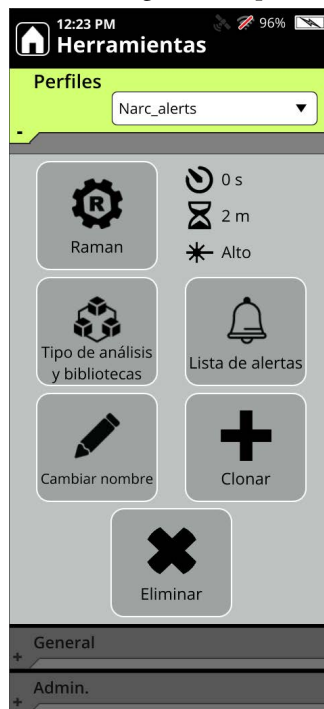 12:23 PM
96%
Herramientas
Perfiles
Narc_alerts
-
R
Raman
0 s
2 m
Alto
Tipo de análisis
y bibliotecas
Lista de alertas
Cambiar nombre
Clonar
Eliminar
General
+
Admin.
+